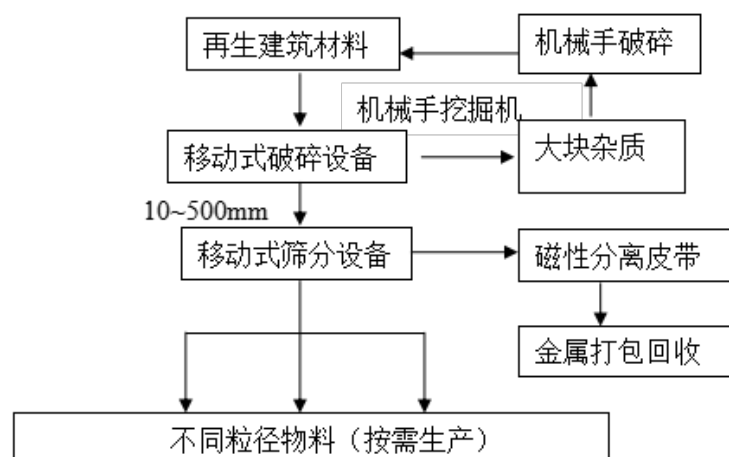 再生建筑材料
机械手破碎
机械手挖掘机
移动式破碎设备
大块杂质
10~500mm
移动式筛分设备
磁性分离皮带
金属打包回收
不同粒径物料（按需生产）